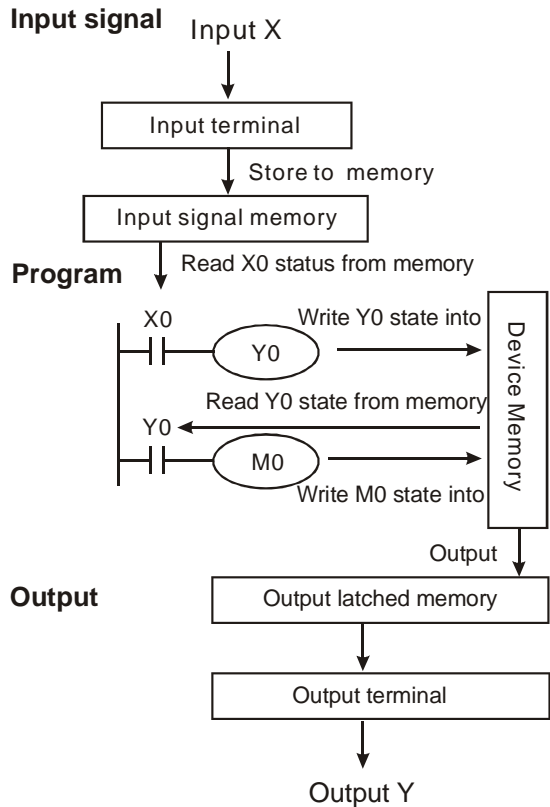 Input signal
Input X
Input terminal
Store to memory
Input signal memory
Read X0 status from memory
Program
X0
Write Y0 state into
Y0
Device Memory
Read Y0 state from memory
Y0
M0
Write M0 state into
Output
Output
Output latched memory
Output terminal
Output Y